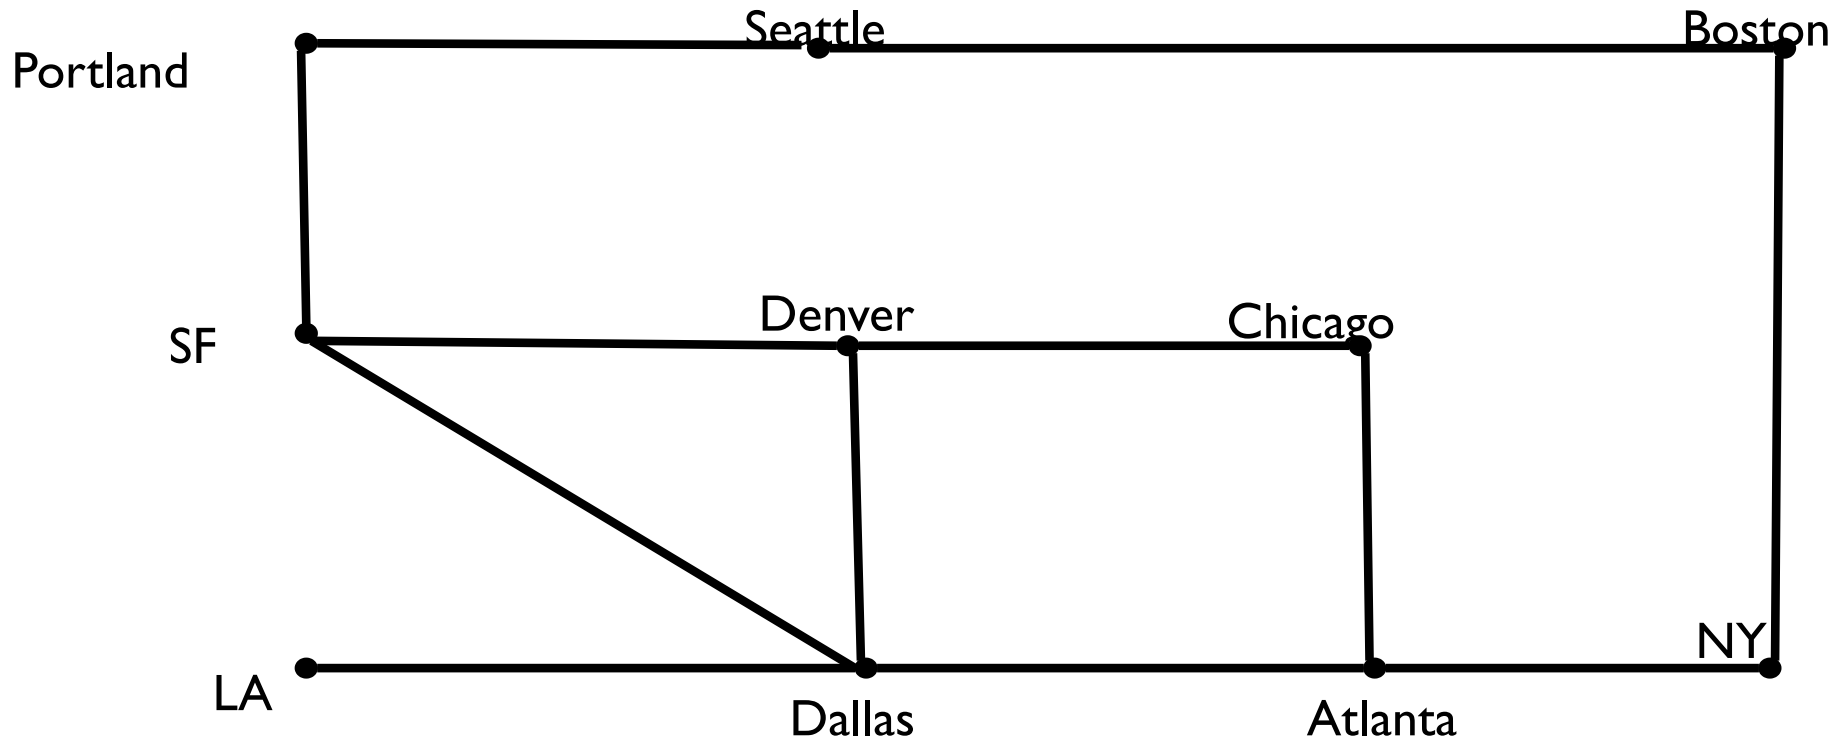 Seattle
Boston
Portland
Denver
Chicago
SF
NY
LA
Dallas
Atlanta